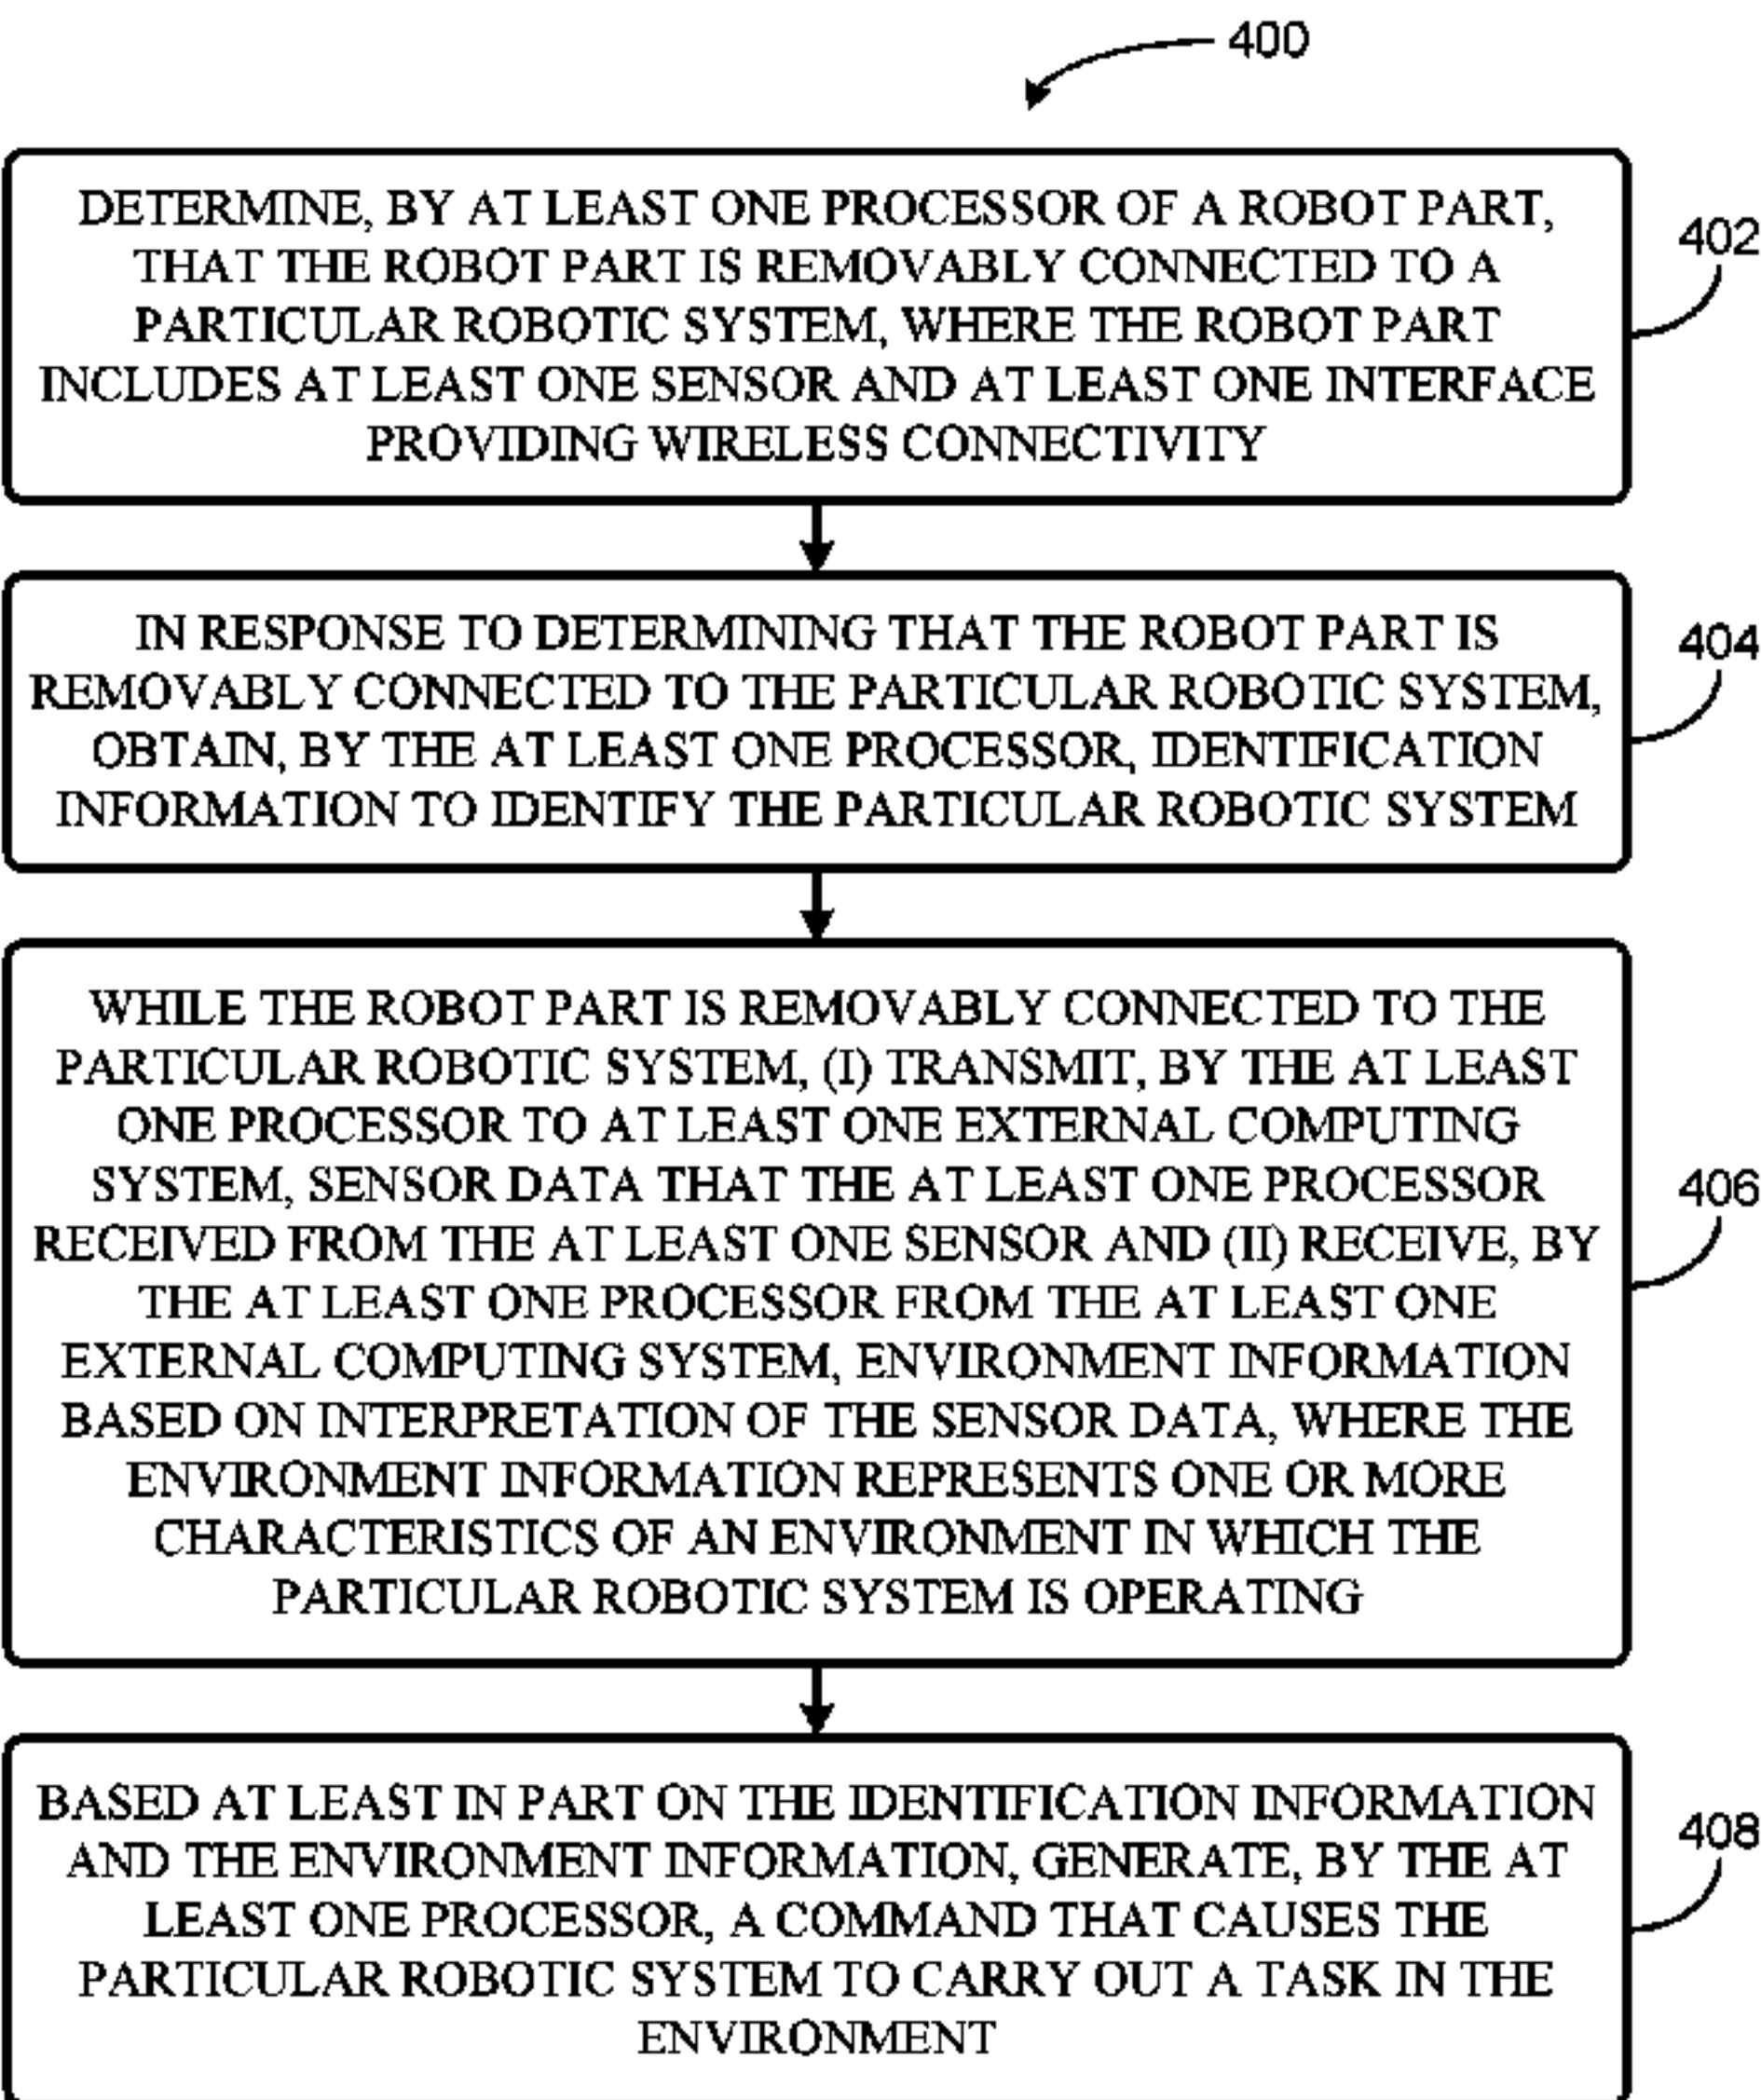 400
DETERMINE, BY AT LEAST ONE PROCESSOR OF A ROBOT PART,
THAT THE ROBOT PART IS REMOVABLY CONNECTED TO A
PARTICULAR ROBOTIC SYSTEM, WHERE THE ROBOT PART
INCLUDES AT LEAST ONE SENSOR AND AT LEAST ONE INTERFACE
PROVIDING WIRELESS CONNECTIVITY
402
IN RESPONSE TO DETERMINING THAT THE ROBOT PART IS
REMOVABLY CONNECTED TO THE PARTICULAR ROBOTIC SYSTEM,
OBTAIN, BY THE AT LEAST ONE PROCESSOR, IDENTIFICATION
INFORMATION TO IDENTIFY THE PARTICULAR ROBOTIC SYSTEM
404
WHILE THE ROBOT PART IS REMOVABLY CONNECTED TO THE
PARTICULAR ROBOTIC SYSTEM, (I) TRANSMIT, BY THE AT LEAST
ONE PROCESSOR TO AT LEAST ONE EXTERNAL COMPUTING
SYSTEM, SENSOR DATA THAT THE AT LEAST ONE PROCESSOR
RECEIVED FROM THE AT LEAST ONE SENSOR AND (II) RECEIVE, BY
THE AT LEAST ONE PROCESSOR FROM THE AT LEAST ONE
EXTERNAL COMPUTING SYSTEM, ENVIRONMENT INFORMATION
BASED ON INTERPRETATION OF THE SENSOR DATA, WHERE THE
ENVIRONMENT INFORMATION REPRESENTS ONE OR MORE
CHARACTERISTICS OF AN ENVIRONMENT IN WHICH THE
PARTICULAR ROBOTIC SYSTEM IS OPERATING
406
BASED AT LEAST IN PART ON THE IDENTIFICATION INFORMATION
AND THE ENVIRONMENT INFORMATION, GENERATE, BY THE AT
LEAST ONE PROCESSOR, A COMMAND THAT CAUSES THE
PARTICULAR ROBOTIC SYSTEM TO CARRY OUT A TASK IN THE
ENVIRONMENT
408